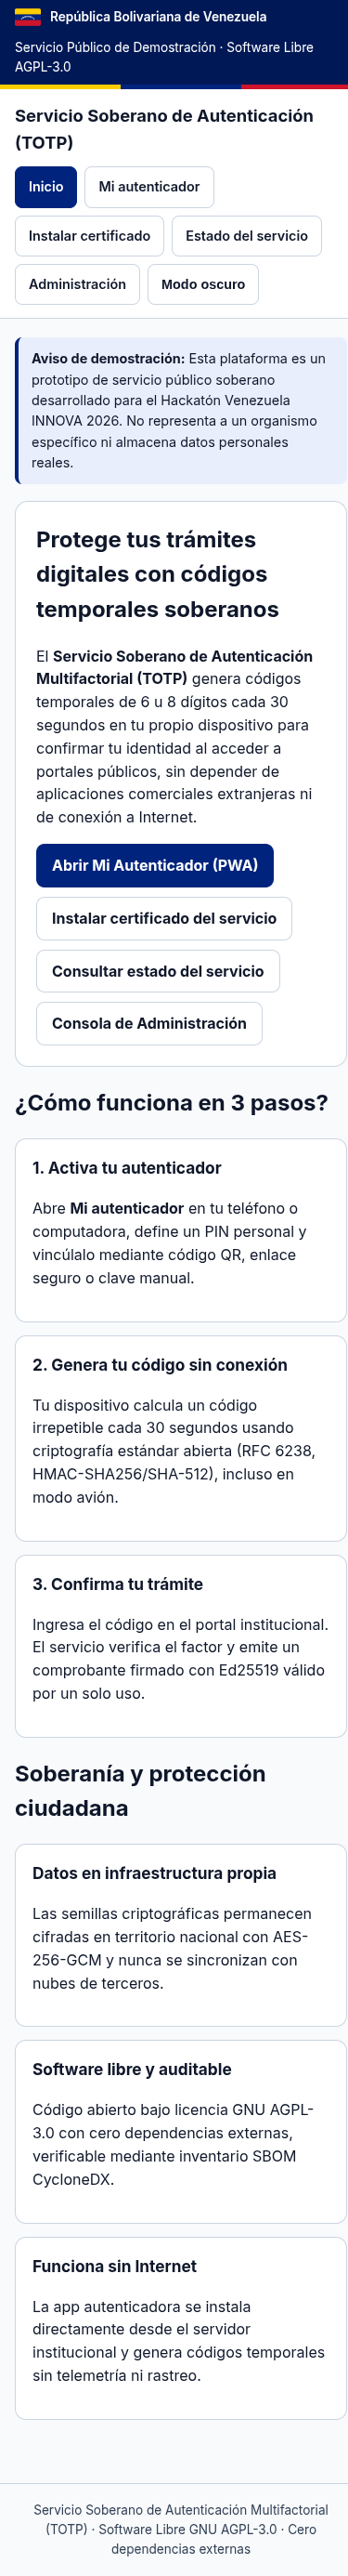 República Bolivariana de Venezuela
Servicio Público de Demostración · Software Libre
AGPL-3.0
Servicio Soberano de Autenticación
(TOTP)
Inicio
Mi autenticador
Instalar certificado
Estado del servicio
Administración
Modo oscuro
Aviso de demostración: Esta plataforma es un
prototipo de servicio público soberano
desarrollado para el Hackatón Venezuela
INNOVA 2026. No representa a un organismo
específico ni almacena datos personales
reales.
Protege tus trámites
digitales con códigos
temporales soberanos
El Servicio Soberano de Autenticación
Multifactorial (TOTP) genera códigos
temporales de 6 u 8 dígitos cada 30
segundos en tu propio dispositivo para
confirmar tu identidad al acceder a
portales públicos, sin depender de
aplicaciones comerciales extranjeras ni
de conexión a Internet.
Abrir Mi Autenticador (PWA)
Instalar certificado del servicio
Consultar estado del servicio
Consola de Administración
¿Cómo funciona en 3 pasos?
1. Activa tu autenticador
Abre Mi autenticador en tu teléfono o
computadora, define un PIN personal y
vincúlalo mediante código QR, enlace
seguro o clave manual.
2. Genera tu código sin conexión
Tu dispositivo calcula un código
irrepetible cada 30 segundos usando
criptografía estándar abierta (RFC 6238,
HMAC-SHA256/SHA-512), incluso en
modo avión.
3. Confirma tu trámite
Ingresa el código en el portal institucional.
El servicio verifica el factor y emite un
comprobante firmado con Ed25519 válido
por un solo uso.
Soberanía y protección
ciudadana
Datos en infraestructura propia
Las semillas criptográficas permanecen
cifradas en territorio nacional con AES-
256-GCM y nunca se sincronizan con
nubes de terceros.
Software libre y auditable
Código abierto bajo licencia GNU AGPL-
3.0 con cero dependencias externas,
verificable mediante inventario SBOM
CycloneDX.
Funciona sin Internet
La app autenticadora se instala
directamente desde el servidor
institucional y genera códigos temporales
sin telemetría ni rastreo.
Servicio Soberano de Autenticación Multifactorial
(TOTP) · Software Libre GNU AGPL-3.0 · Cero
dependencias externas